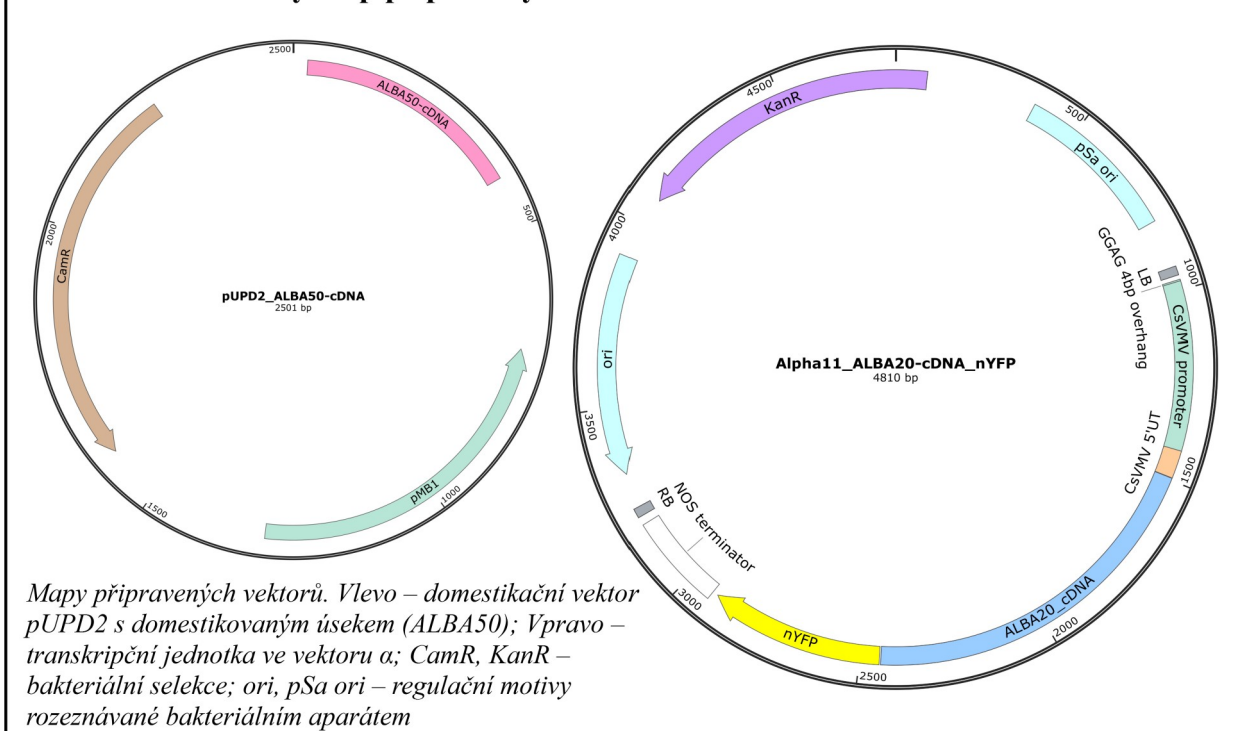 2500
ALBA50-cDNA
500
CamR
2000
pUPD2_ALBA50-cDNA
2501 bp
pMB1
1000
1500
4500
KanR
500
pSa ori
4000
GGAG 4bp overhang
LB
1000
CsVMV promoter
ori
Alpha11_ALBA20-cDNA_nYFP
4810 bp
3500
CsVMV 5'UT
1500
RB
NOS terminator
3000
nYFP
ALBA20_cDNA
2000
2500
Mapy připravených vektorů. Vlevo – domestikační vektor
pUPD2 s domestikovaným úsekem (ALBA50); Vpravo –
transkripční jednotka ve vektoru α; CamR, KanR –
bakteriální selekce; ori, pSa ori – regulační motivy
rozeznávané bakteriálním aparátem